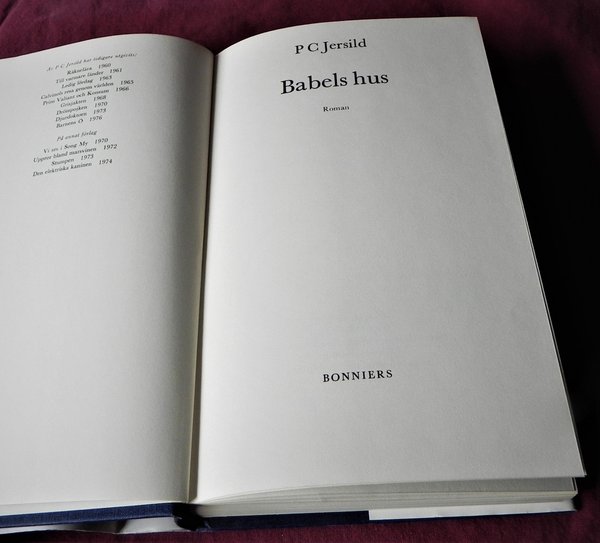 Av P C Jersild har tidigare utgivits:
Räknelära 1960
Till varmare länder 1961
Ledig lördag 1963
Calvinols resa genom världen 1965
Prins Valiant och Konsum 1966
Grisjakten 1968
Drömpojken 1970
Djurdoktorn 1973
Barnens Ö 1976
På annat förlag
Vi ses i Song My 1970
Uppror bland marsvinen 1972
Stumpen 1973
Den elektriska kaninen 1974
P C Jersild
Babels hus
Roman
BONNIERS